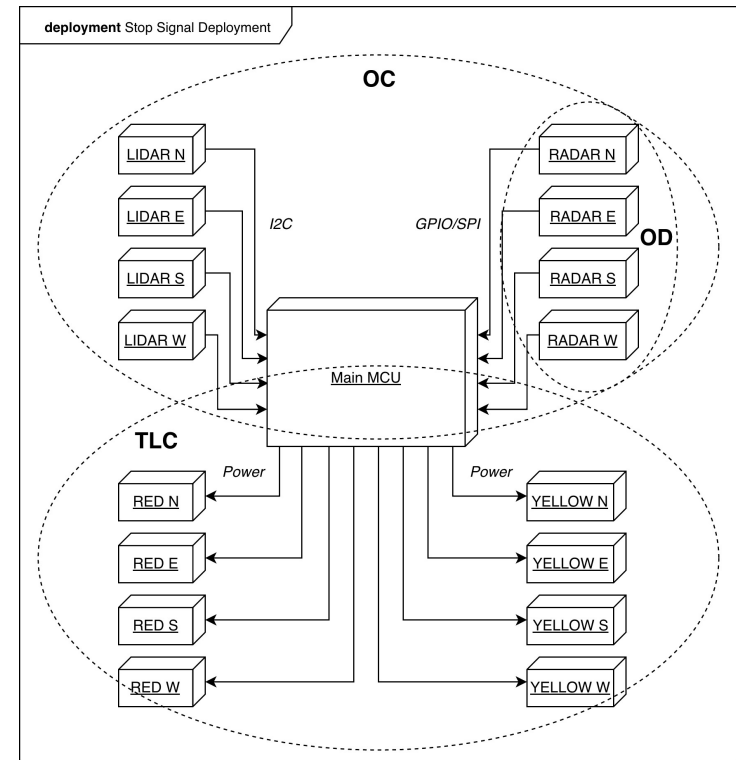 deployment Stop Signal Deployment
OC
LIDAR N
RADAR N
LIDAR E
I2C
GPIO/SPI
RADAR E
OD
LIDAR S
RADAR S
LIDAR W
RADAR W
Main MCU
TLC
Power
Power
RED N
YELLOW N
RED E
YELLOW E
RED S
YELLOW S
RED W
YELLOW W